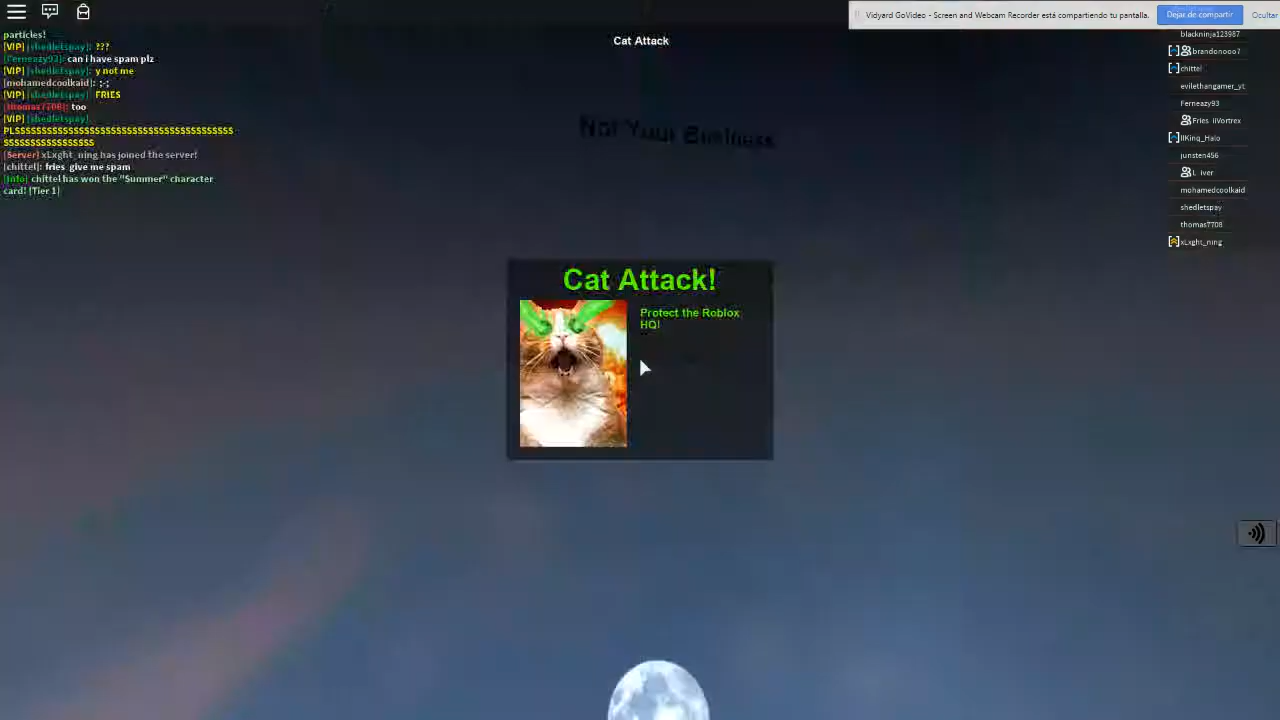 Vidyard GoVideo - Screen and Webcam Recorder está compartiendo tu pantalla.
Dejar de compartir
Ocultar
Cat Attack
particles!
[VIP] [shedletspay]: ???
[Ferneazy93]: can i have spam plz
[VIP] [shedletspay]: y not me
[mohamedcoolkaid]: ;-;
[VIP] [shedletspay]: FRIES
[thomas7708]: too
[VIP] [shedletspay]:
PLSSSSSSSSSSSSSSSSSSSSSSSSSSSSSSSSSSSSSSSSS
SSSSSSSSSSSSSSSSS
[Server] xLxght_ning has joined the server!
[chittel]: fries give me spam
[Info] chittel has won the "Summer" character
card! [Tier 1]
Not Your Business
Cat Attack!
Protect the Roblox
HQ!
blackninja123987
brandonooo7
chittel
evilethangamer_yt
Ferneazy93
Fries_iiVortrex
llKing_Halo
junsten456
mohamedcoolkaid
shedletspay
thomas7708
xLxght_ning